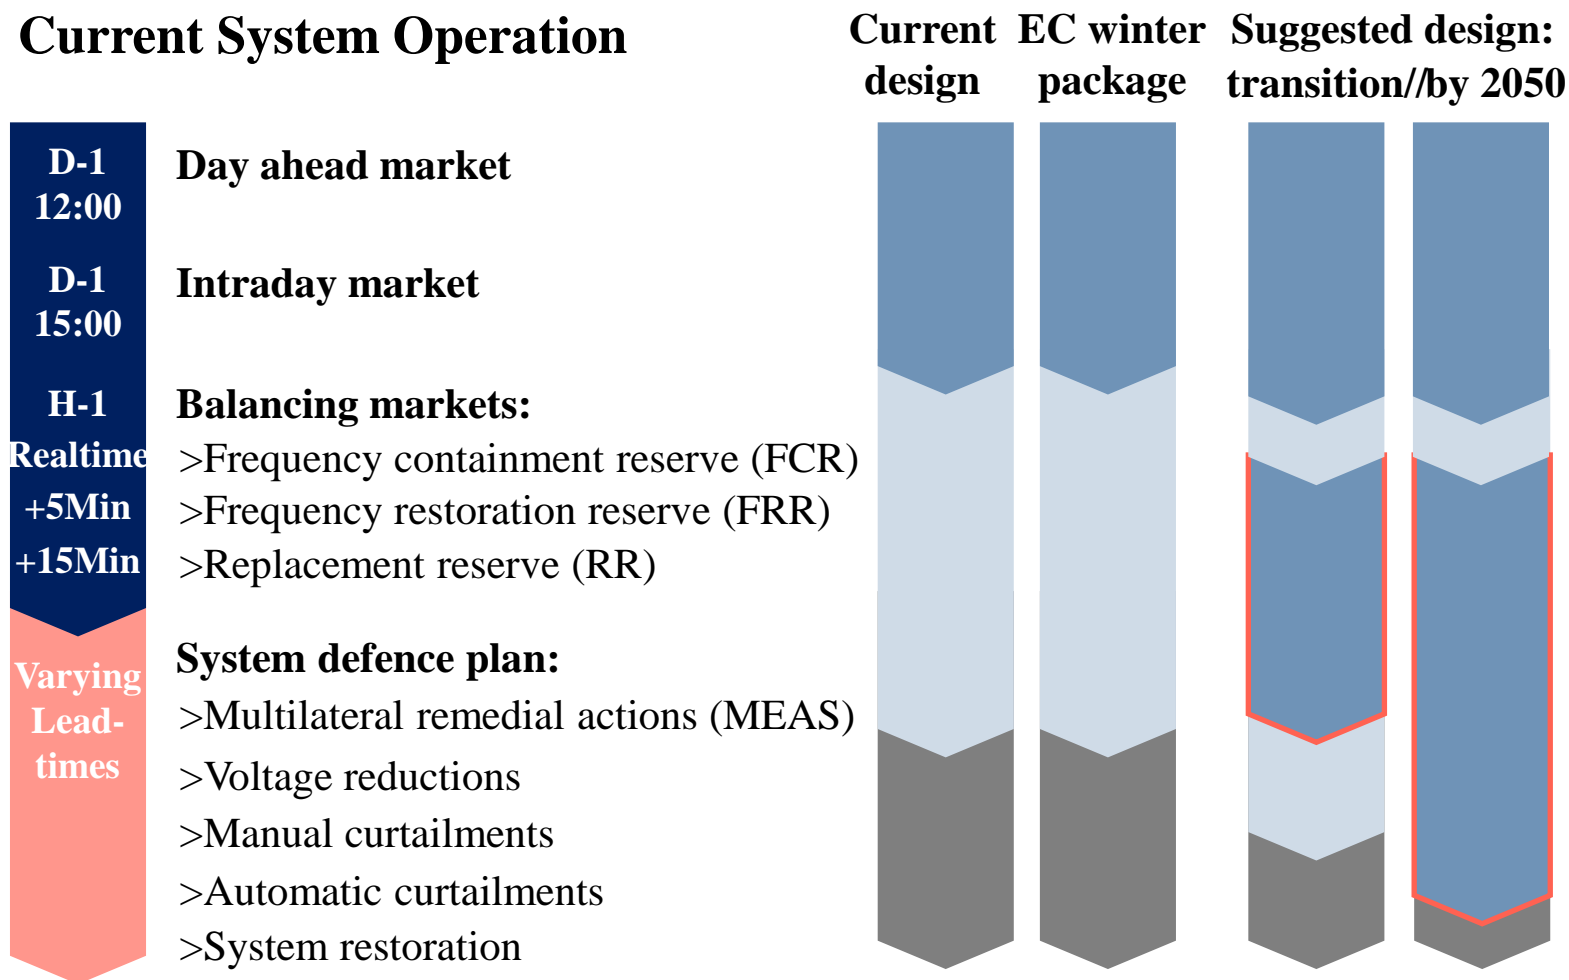 Current System Operation
Current design
EC winter package
Suggested design: transition//by 2050
D-1
12:00
Day ahead market
D-1
15:00
Intraday market
H-1
Balancing markets:
Realtime
>Frequency containment reserve (FCR)
+5Min
>Frequency restoration reserve (FRR)
+15Min
>Replacement reserve (RR)
Varying
Lead-
times
System defence plan:
>Multilateral remedial actions (MEAS)
>Voltage reductions
>Manual curtailments
>Automatic curtailments
>System restoration